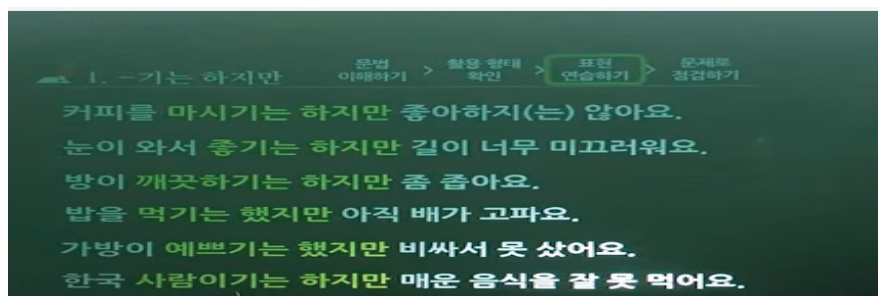 1. -기는 하지만
문법 이해하기 > 활용 형태 확인 > 표현 연습하기 > 문제로 점검하기
커피를 마시기는 하지만 좋아하지(는) 않아요.
눈이 와서 좋기는 하지만 길이 너무 미끄러워요.
방이 깨끗하기는 하지만 좀 좁아요.
밥을 먹기는 했지만 아직 배가 고파요.
가방이 예쁘기는 했지만 비싸서 못 샀어요.
한국 사람이기는 하지만 매운 음식을 잘 못 먹어요.